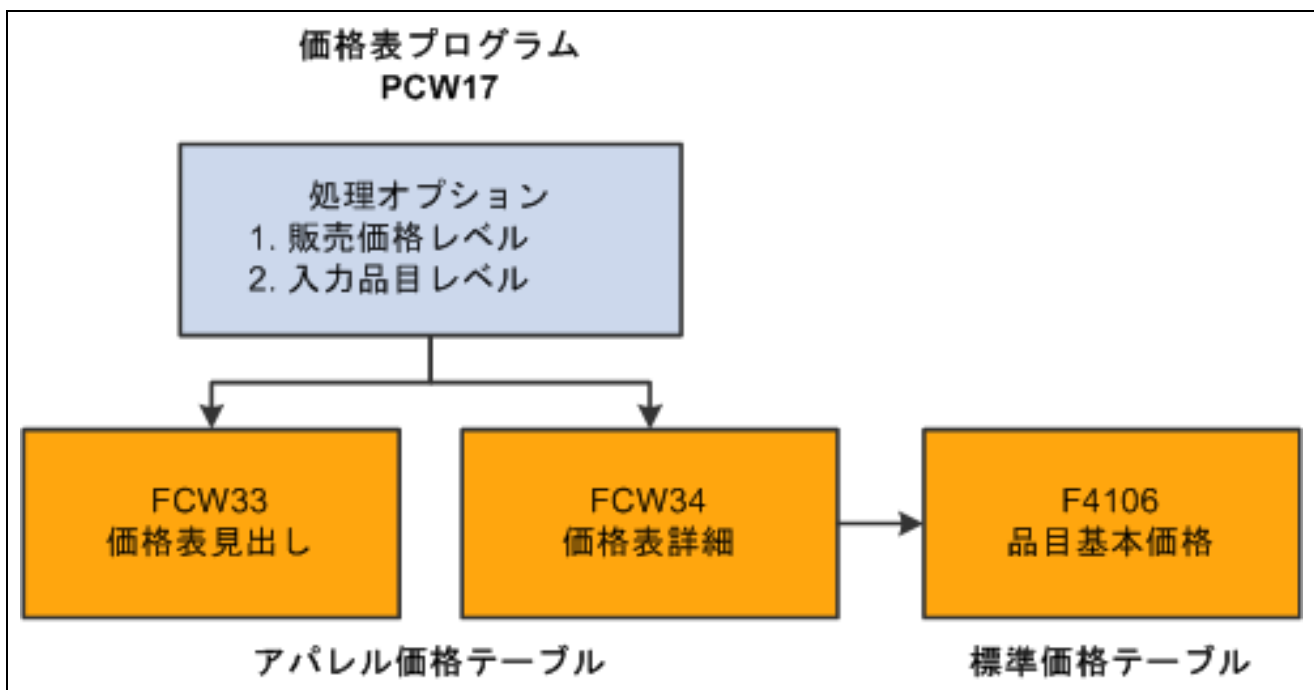 価格表プログラム
PCW17
処理オプション
1. 販売価格レベル
2. 入力品目レベル
FCW33
価格表見出し
FCW34
価格表詳細
F4106
品目基本価格
アパレル価格テーブル
標準価格テーブル